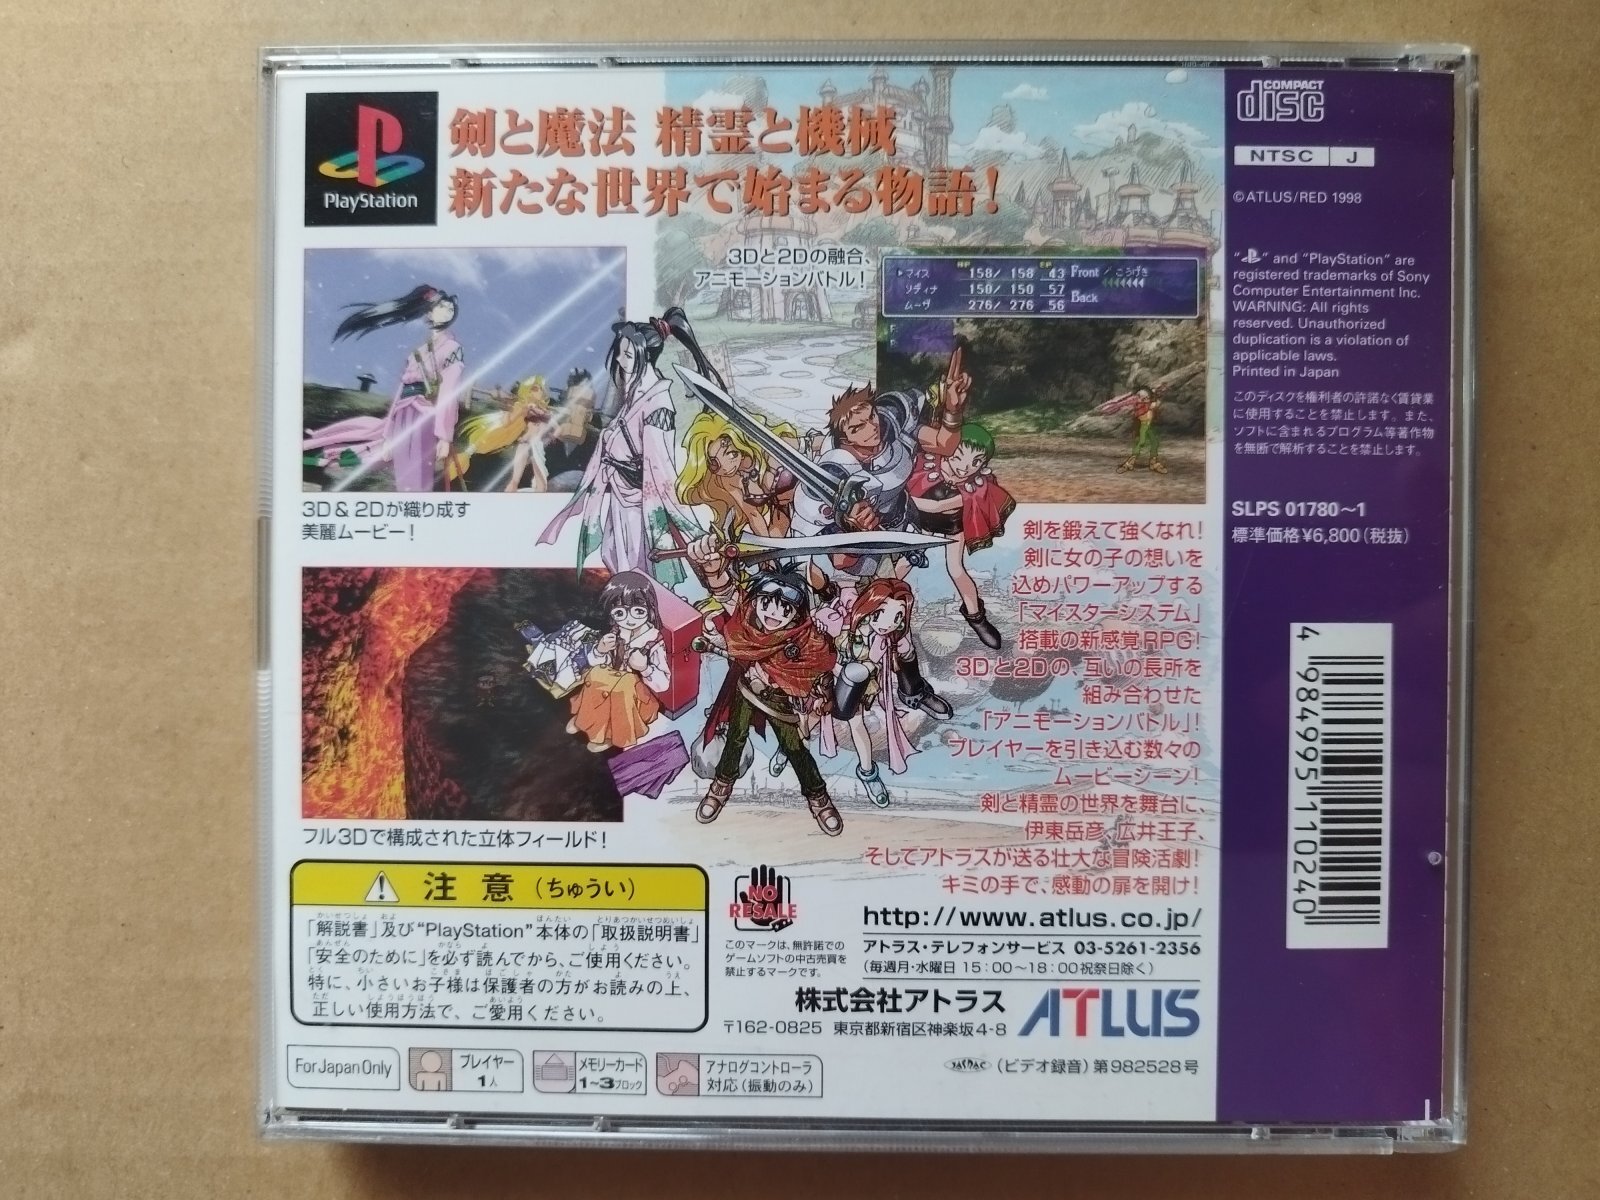 PlayStation
剣と魔法 精霊と機械
新たな世界で始まる物語!
3Dと2Dの融合、
アニモーションバトル!
HP EP
マイス 158/ 158 43 Front / こうげき
ソディナ 150/ 150 57
ムーヴ 276/ 276 56 Back
3D & 2Dが織り成す
美麗ムービー!
フル3Dで構成された立体フィールド!
剣を鍛えて強くなれ!
剣に女の子の想いを
込めパワーアップする
「マイスターシステム」
搭載の新感覚RPG!
3Dと2Dの、互いの長所を
組み合わせた
「アニモーションバトル」!
プレイヤーを引き込む数々の
ムービーシーン!
剣と精霊の世界を舞台に、
伊東岳彦、広井王子、
そしてアトラスが送る壮大な冒険活劇!
キミの手で、感動の扉を開け!
注意 (ちゅうい)
「解説書」及び“PlayStation”本体の「取扱説明書」
「安全のために」を必ず読んでから、ご使用ください。
特に、小さいお子様は保護者の方がお読みの上、
正しい使用方法で、ご愛用ください。
NO
RESALE
このマークは、無許諾での
ゲームソフトの中古売買を
禁止するマークです。
http://www.atlus.co.jp/
アトラス・テレフォンサービス 03-5261-2356
(毎週月・水曜日 15:00～18:00祝祭日除く)
株式会社アトラス
ATLUS
〒162-0825 東京都新宿区神楽坂4-8
For Japan Only
プレイヤー
1人
メモリーカード
1～3ブロック
アナログコントローラ
対応(振動のみ)
JASRAC (ビデオ録音)第982528号
COMPACT
disc
NTSC J
©ATLUS/RED 1998
“PS” and “PlayStation” are
registered trademarks of Sony
Computer Entertainment Inc.
WARNING: All rights
reserved. Unauthorized
duplication is a violation of
applicable laws.
Printed in Japan
このディスクを権利者の許諾なく賃貸業
に使用することを禁止します。また、
ソフトに含まれるプログラム等著作物
を無断で解析することを禁止します。
SLPS 01780～1
標準価格¥6,800(税抜)
4 984995 110240